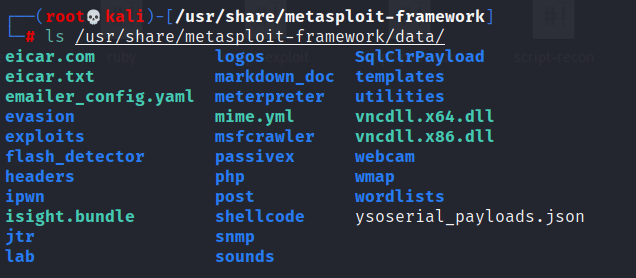 ┌──(root💀kali)-[/usr/share/metasploit-framework]
└─# ls /usr/share/metasploit-framework/data/
eicar.com logos SqlClrPayload
eicar.txt markdown_doc templates
emailer_config.yaml meterpreter utilities
evasion mime.yml vncdll.x64.dll
exploits msfcrawler vncdll.x86.dll
flash_detector passivex webcam
headers php wmap
ipwn post wordlists
isight.bundle shellcode ysoserial_payloads.json
jtr snmp
lab sounds
script-recon